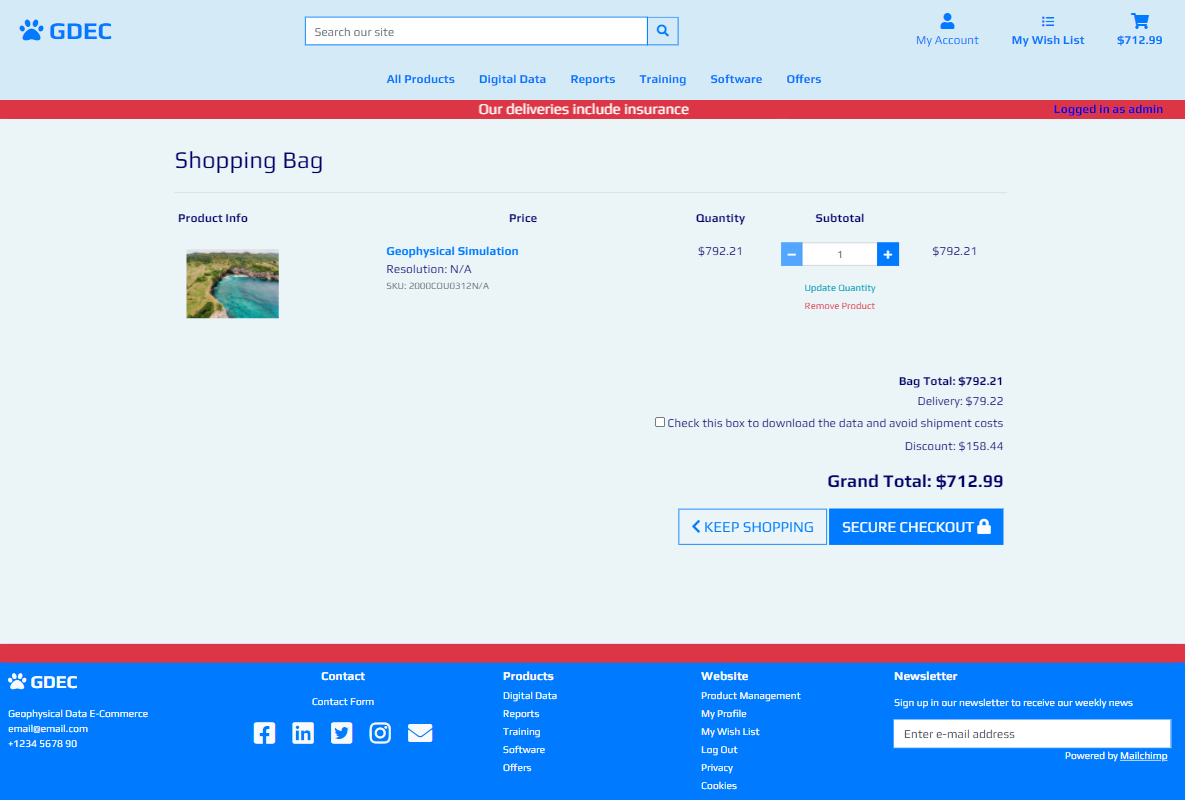 GDEC
Search our site
My Account
My Wish List
$712.99
All Products Digital Data Reports Training Software Offers
Our deliveries include insurance
Logged in as admin
Shopping Bag
Product Info Price Quantity Subtotal
Geophysical Simulation
Resolution: N/A
SKU: 2000COU0312N/A
$792.21
1
Update Quantity
Remove Product
$792.21
Bag Total: $792.21
Delivery: $79.22
Check this box to download the data and avoid shipment costs
Discount: $158.44
Grand Total: $712.99
KEEP SHOPPING
SECURE CHECKOUT
GDEC
Geophysical Data E-Commerce
email@email.com
+1234 5678 90
Contact
Contact Form
Products
Digital Data
Reports
Training
Software
Offers
Website
Product Management
My Profile
My Wish List
Log Out
Privacy
Cookies
Newsletter
Sign up in our newsletter to receive our weekly news
Enter e-mail address
Powered by Mailchimp